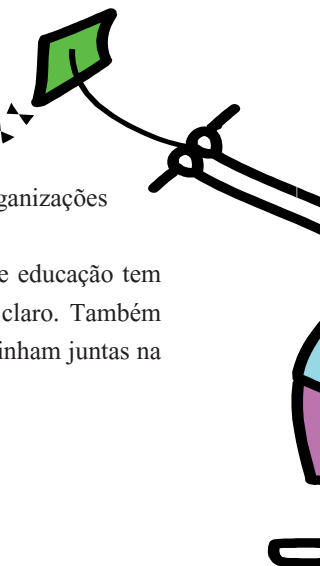 ganizações
e educação tem
claro. Também
inham juntas na